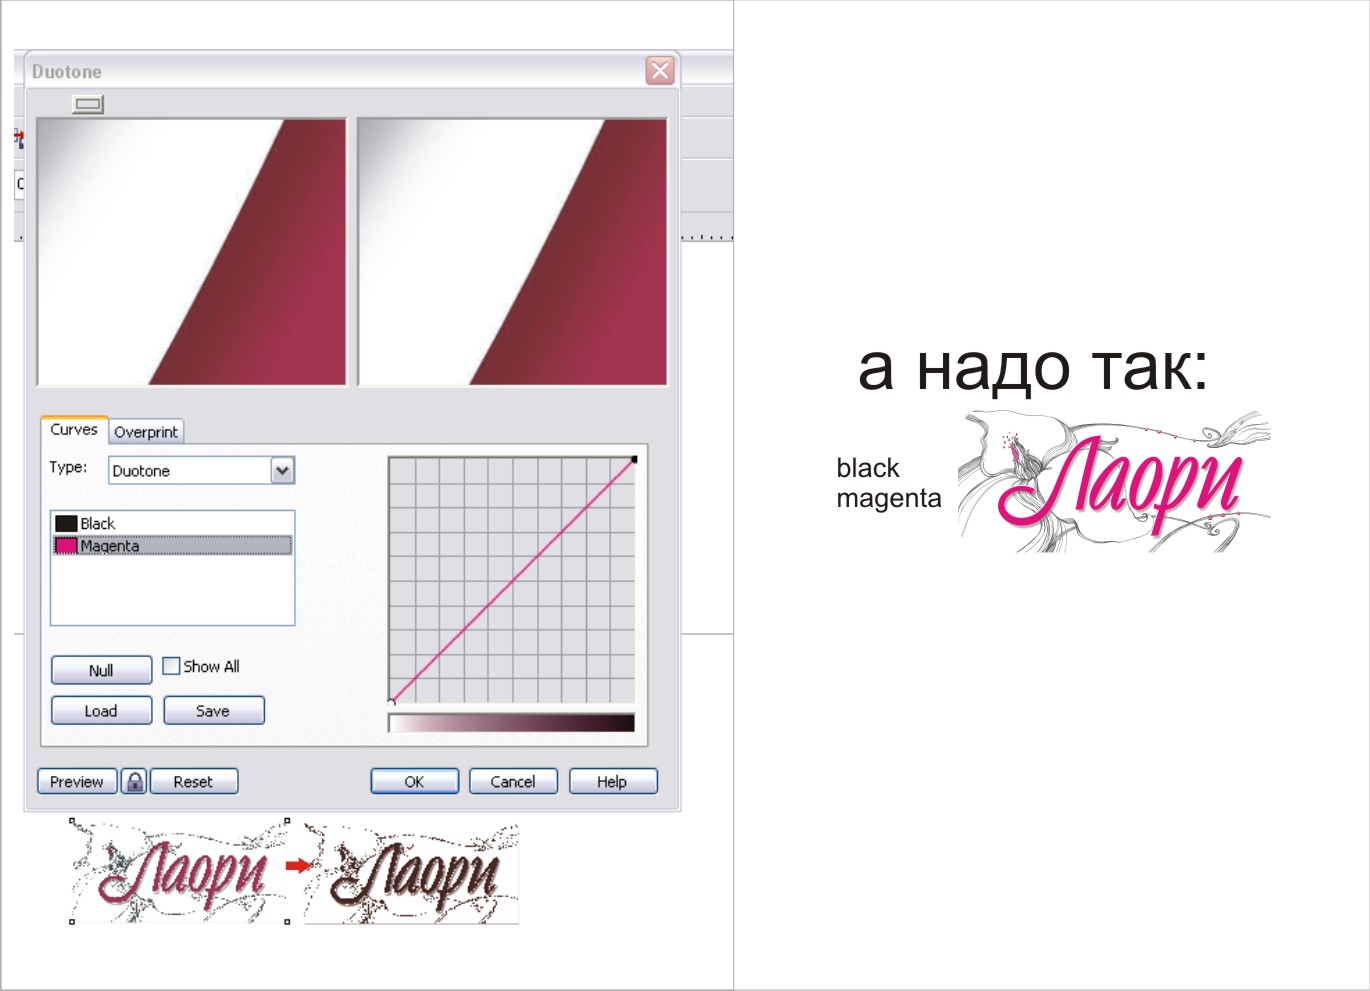 Duotone
Curves
Overprint
Type:
Duotone
Black
Magenta
Null
Show All
Load
Save
Preview
Reset
OK
Cancel
Help
Лаори
Лаори
а надо так:
black
magenta
Лаори